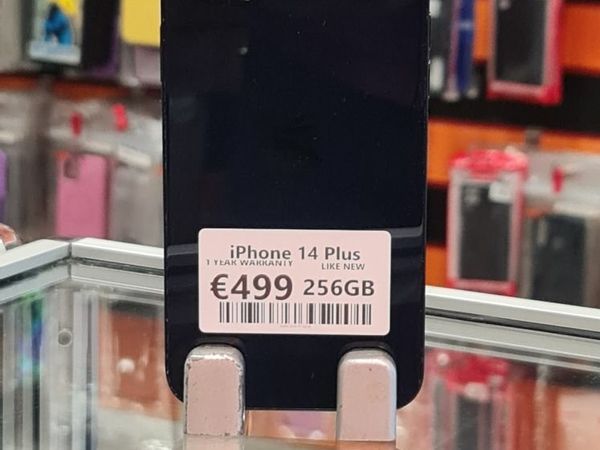 iPhone 14 Plus
1 YEAR WARRANTY LIKE NEW
€499 256GB